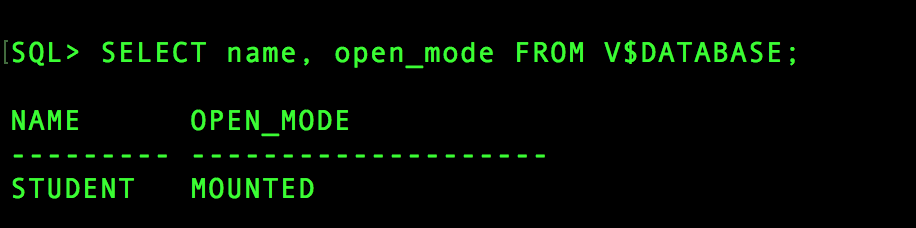 [SQL> SELECT name, open_mode FROM V$DATABASE;
NAME      OPEN_MODE
--------- --------------------
STUDENT   MOUNTED